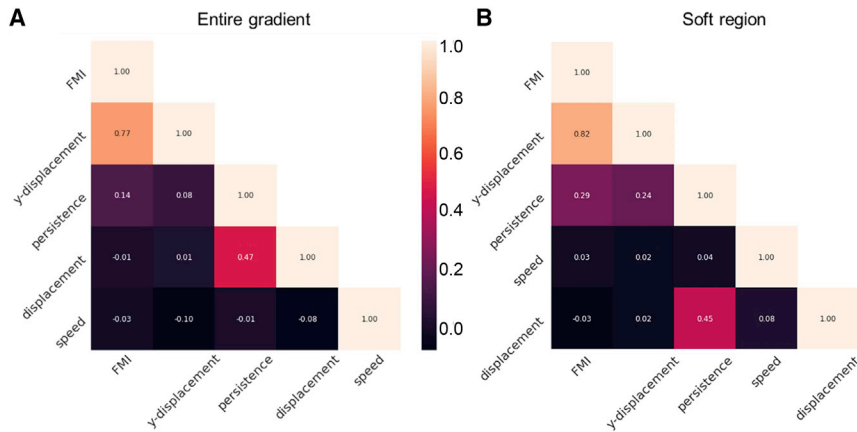 A
Entire gradient
FMI
1.00
y-displacement
0.77
1.00
persistence
0.14
0.08
1.00
displacement
-0.01
0.01
0.47
1.00
speed
-0.03
-0.10
-0.01
-0.08
1.00
FMI
y-displacement
persistence
displacement
speed
1.0
0.8
0.6
0.4
0.2
0.0
B
Soft region
FMI
1.00
y-displacement
0.82
1.00
persistence
0.29
0.24
1.00
speed
0.03
0.02
0.04
1.00
displacement
-0.03
0.02
0.45
0.08
1.00
FMI
y-displacement
persistence
speed
displacement